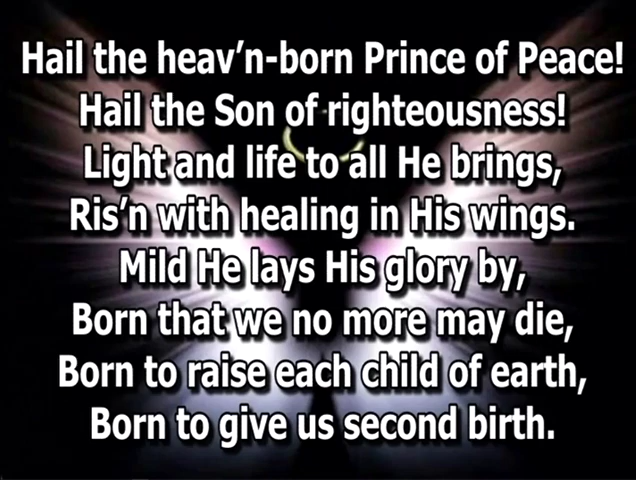 Hail the heav’n-born Prince of Peace!
Hail the Son of righteousness!
Light and life to all He brings,
Ris’n with healing in His wings.
Mild He lays His glory by,
Born that we no more may die,
Born to raise each child of earth,
Born to give us second birth.